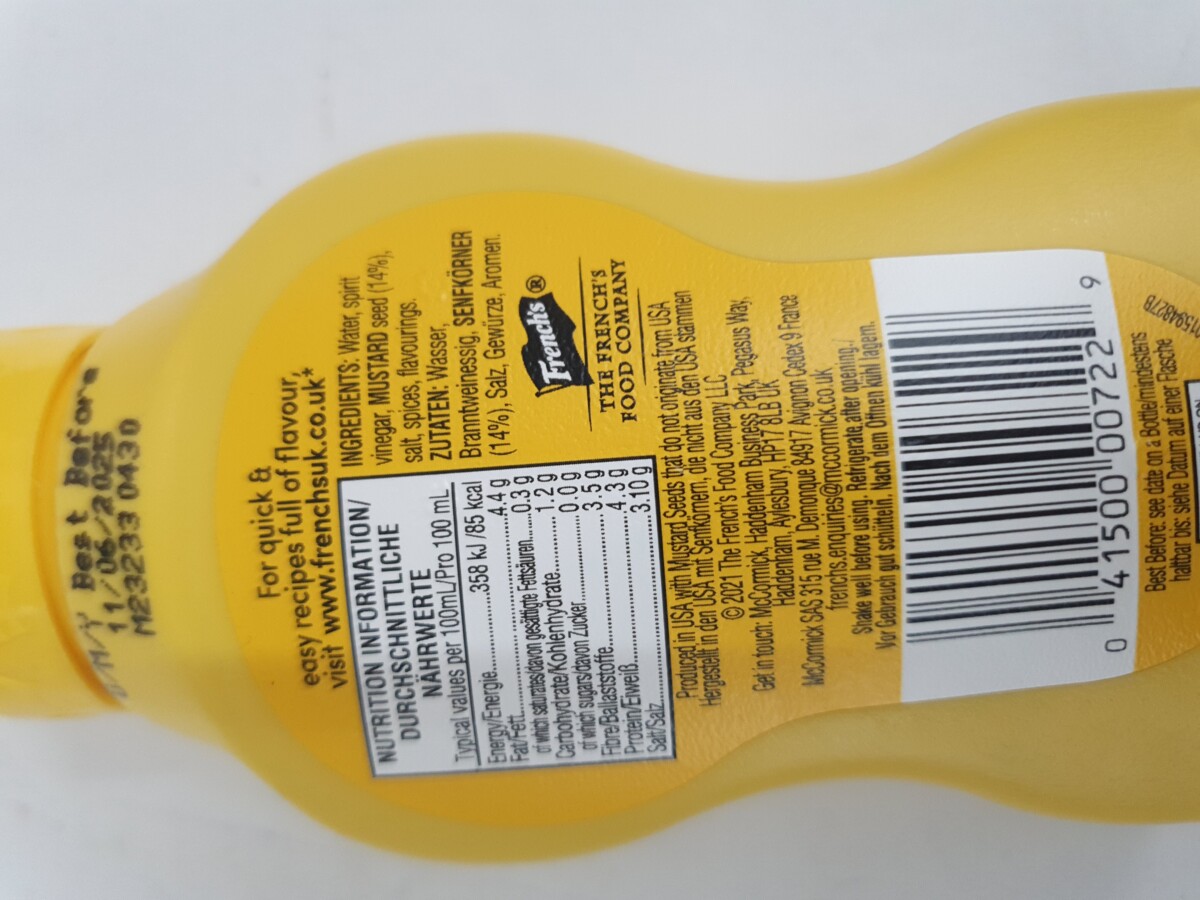 Best Before
11/06/2025
M23233 0430
For quick &
easy recipes full of flavour,
visit www.frenchsuk.co.uk*
NUTRITION INFORMATION/
DURCHSCHNITTLICHE
NÄHRWERTE
Typical values per 100mL/Pro 100 mL
Energy/Energie......358 kJ /85 kcal
Fat/Fett......4.4 g
of which saturates/davon gesättigte Fettsäuren......0.3 g
Carbohydrate/Kohlenhydrate......1.2 g
of which sugars/davon Zucker......0.0 g
Fibre/Ballaststoffe......3.5 g
Protein/Eiweiß......4.3 g
Salt/Salz......3.10 g
INGREDIENTS: Water, spirit
vinegar, MUSTARD seed (14%),
salt, spices, flavourings.
ZUTATEN: Wasser,
Branntweinessig, SENFKÖRNER
(14%), Salz, Gewürze, Aromen.
French's®
THE FRENCH'S
FOOD COMPANY
Produced in USA with Mustard Seeds that do not originate from USA
Hergestellt in den USA mit Senfkörnern, die nicht aus den USA stammen
© 2021 The French's Food Company LLC
Get in touch: McCormick, Haddenham Business Park, Pegasus Way,
Haddenham, Aylesbury, HP17 8LB UK
McCormick SAS 315 rue M. Demonque 84917 Avignon Cedex 9 France
frenchs.enquiries@mccormick.co.uk
Shake well before using. Refrigerate after opening./
Vor Gebrauch gut schütteln. Nach dem Öffnen kühl lagern.
0 41500 00722 9
Best Before: see date on a Bottle/mindestens
haltbar bis: siehe Datum auf einer Flasche